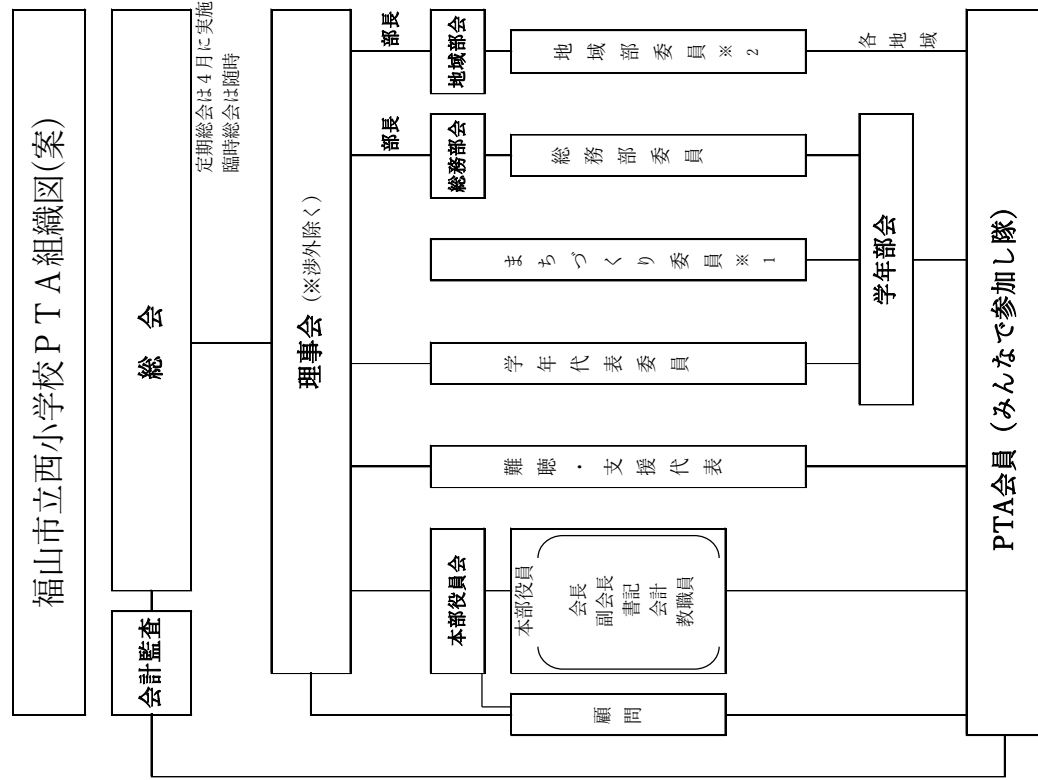 福山市立西小学校ＰＴＡ組織図(案)
会計監査
総会
定期総会は４月に実施
臨時総会は随時
理事会（※渉外除く）
部長
部長
本部役員会
総務部会
地域部会
顧問
本部役員
会長
副会長
書記
会計
教職員
難聴・支援代表
学年代表委員
まちづくり委員※１
総務部委員
地域部委員※２
学年部会
各地域
PTA会員（みんなで参加し隊）